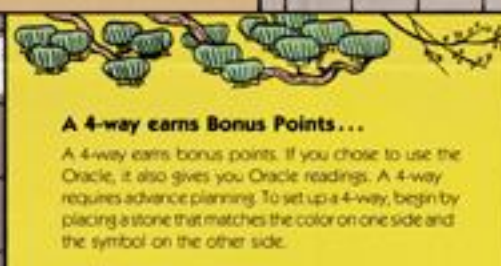 A 4-way earns Bonus Points...
A 4-way earns bonus points. If you chose to use the
Oracle, it also gives you Oracle readings. A 4-way
requires advance planning. To set up a 4-way, begin by
placing a stone that matches the color on one side and
the symbol on the other side.